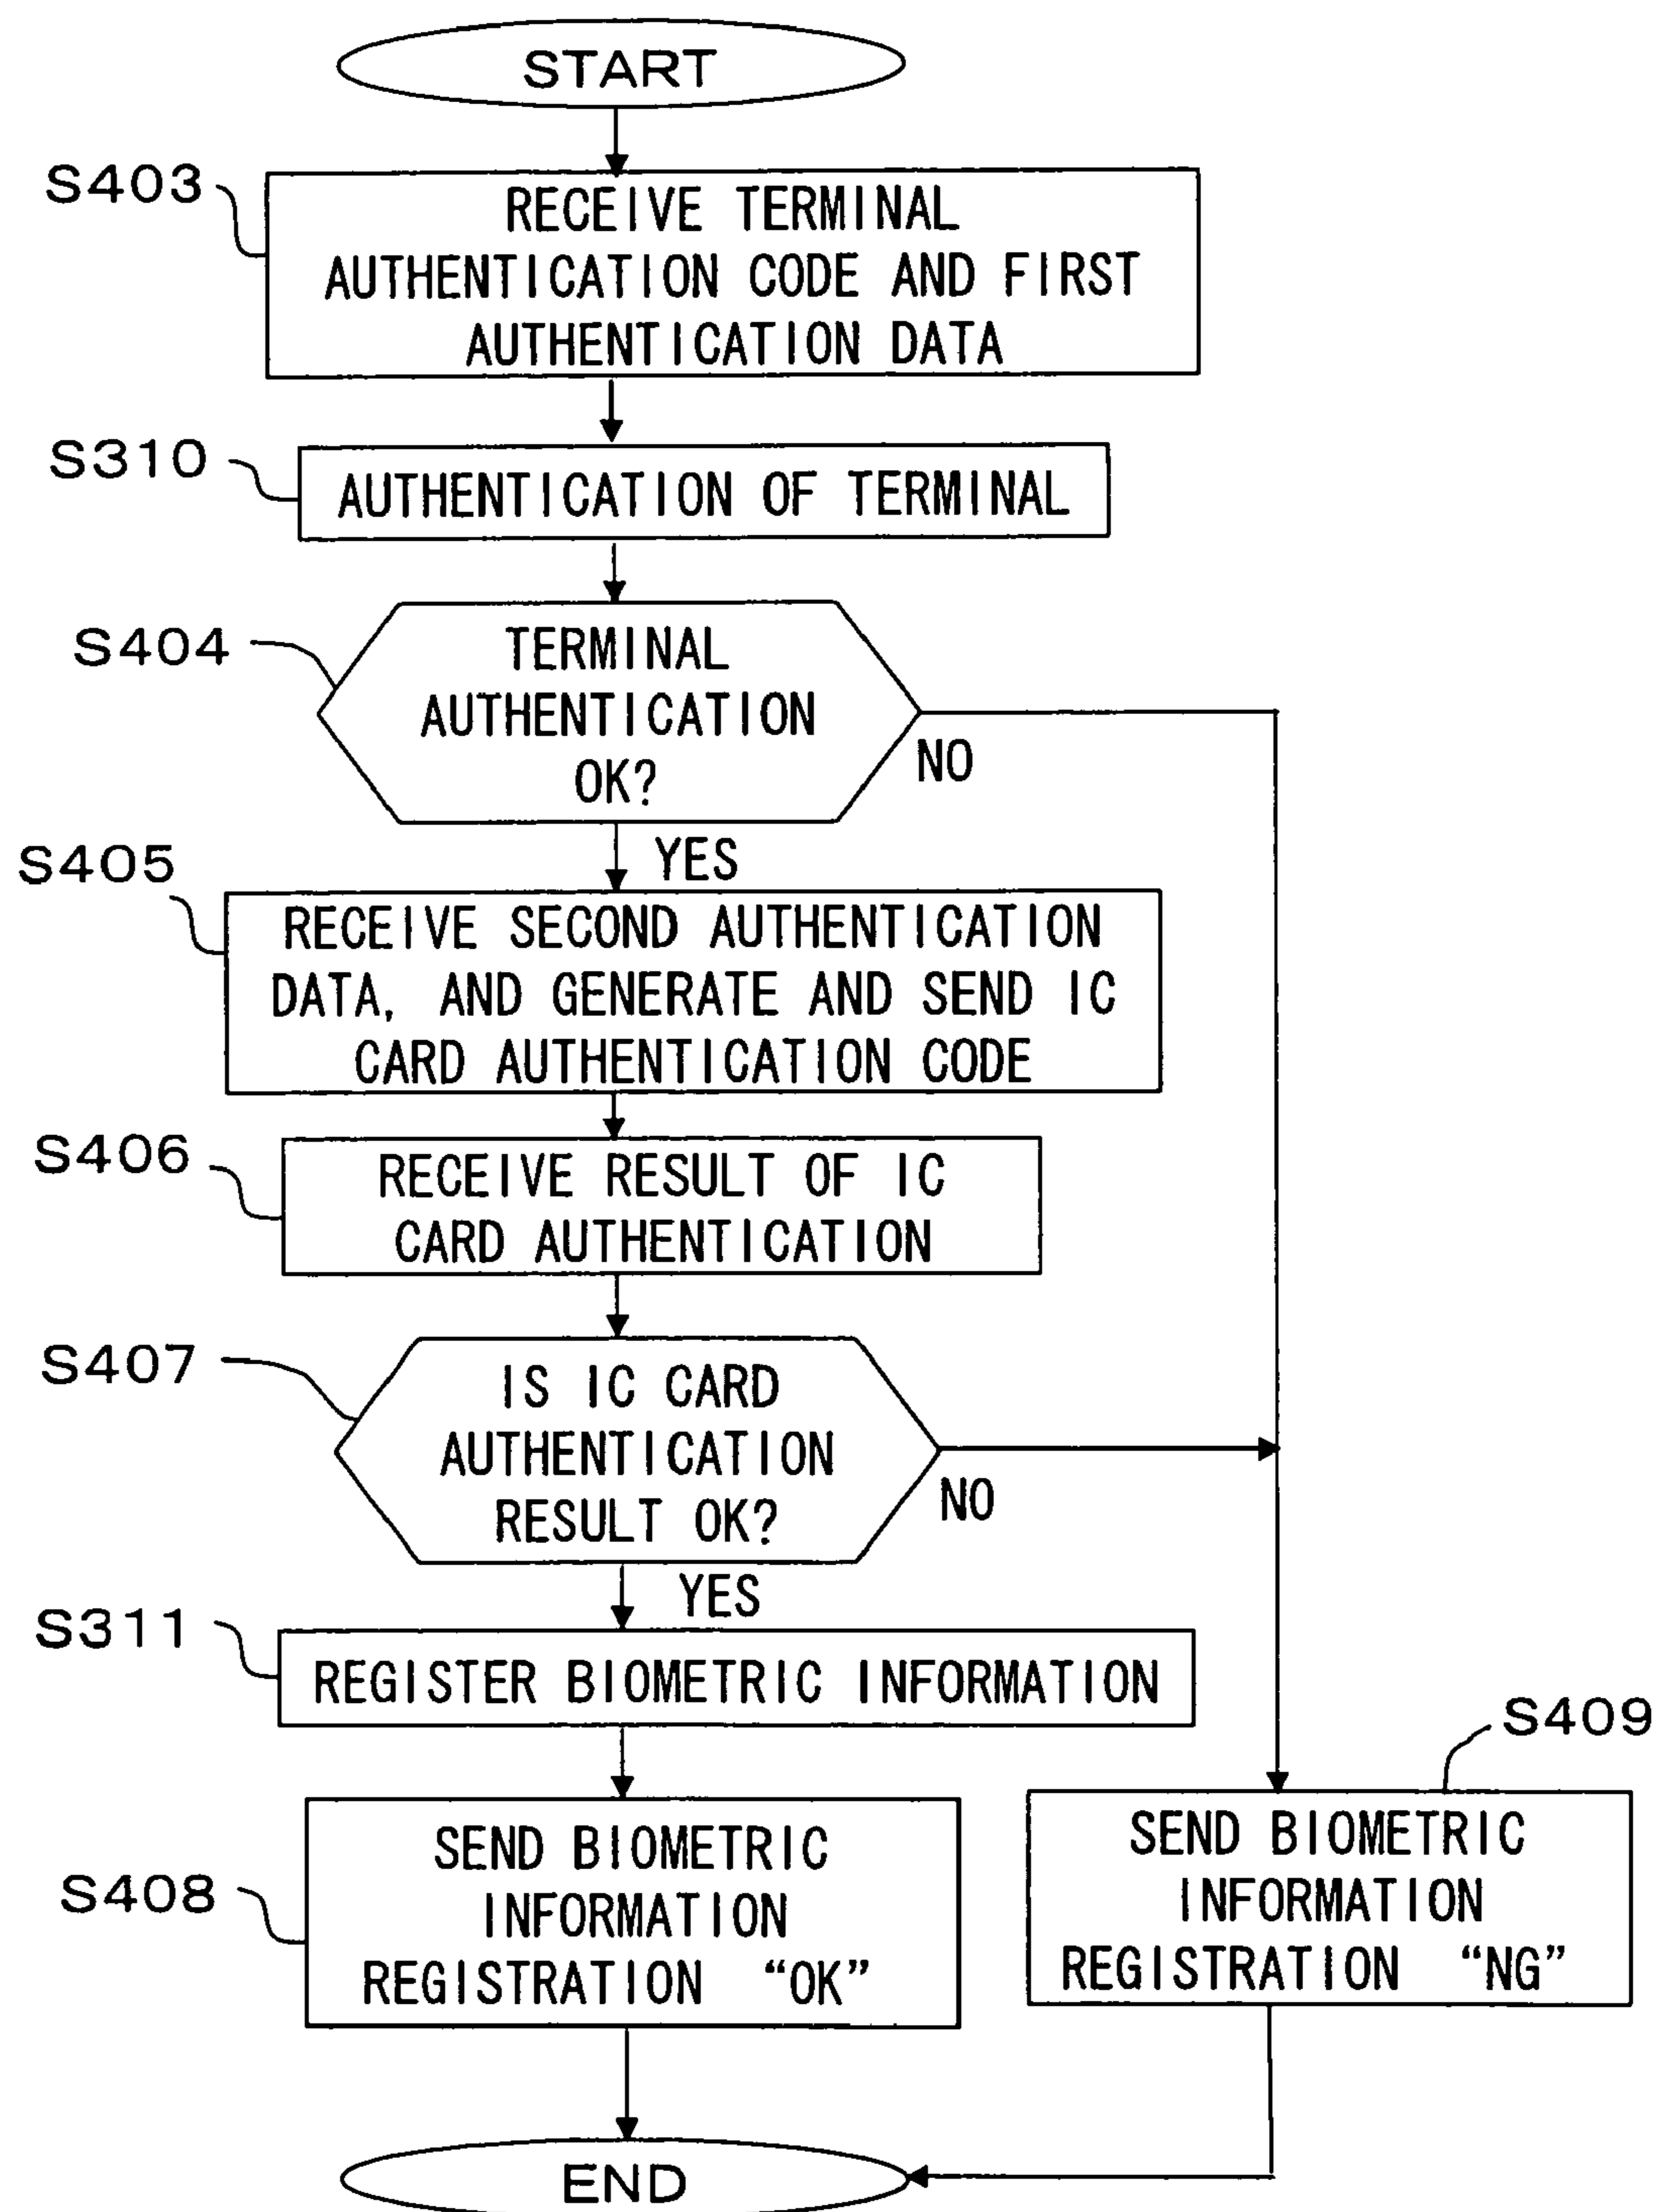 START
S403
RECEIVE TERMINAL
AUTHENTICATION CODE AND FIRST
AUTHENTICATION DATA
S310
AUTHENTICATION OF TERMINAL
S404
TERMINAL
AUTHENTICATION
OK?
NO
YES
S405
RECEIVE SECOND AUTHENTICATION
DATA, AND GENERATE AND SEND IC
CARD AUTHENTICATION CODE
S406
RECEIVE RESULT OF IC
CARD AUTHENTICATION
S407
IS IC CARD
AUTHENTICATION
RESULT OK?
NO
YES
S311
REGISTER BIOMETRIC INFORMATION
S408
SEND BIOMETRIC
INFORMATION
REGISTRATION “OK”
S409
SEND BIOMETRIC
INFORMATION
REGISTRATION “NG”
END